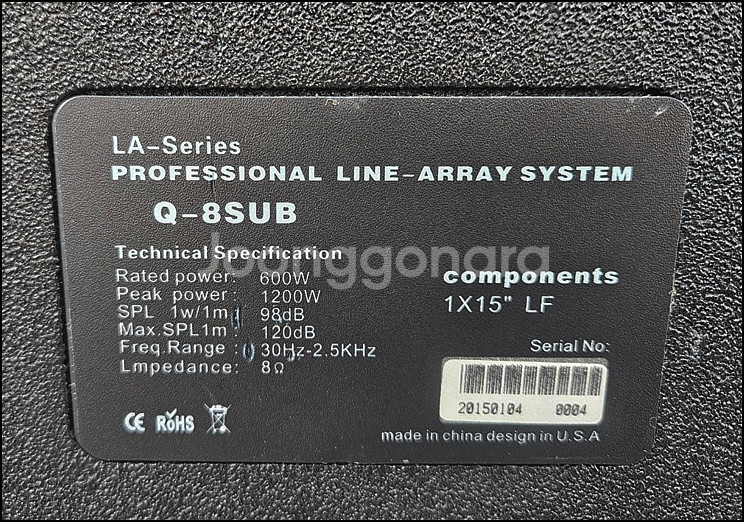 LA-Series
PROFESSIONAL LINE-ARRAY SYSTEM
Q-8SUB
Technical Specification
Rated power: 600W
Peak power: 1200W
SPL 1w/1m: 98dB
Max.SPL1m: 120dB
Freq.Range: 30Hz-2.5KHz
Lmpedance: 8Ω
Joonggonara
components
1X15" LF
Serial No:
20150104 0004
CE RoHS
made in china design in U.S.A